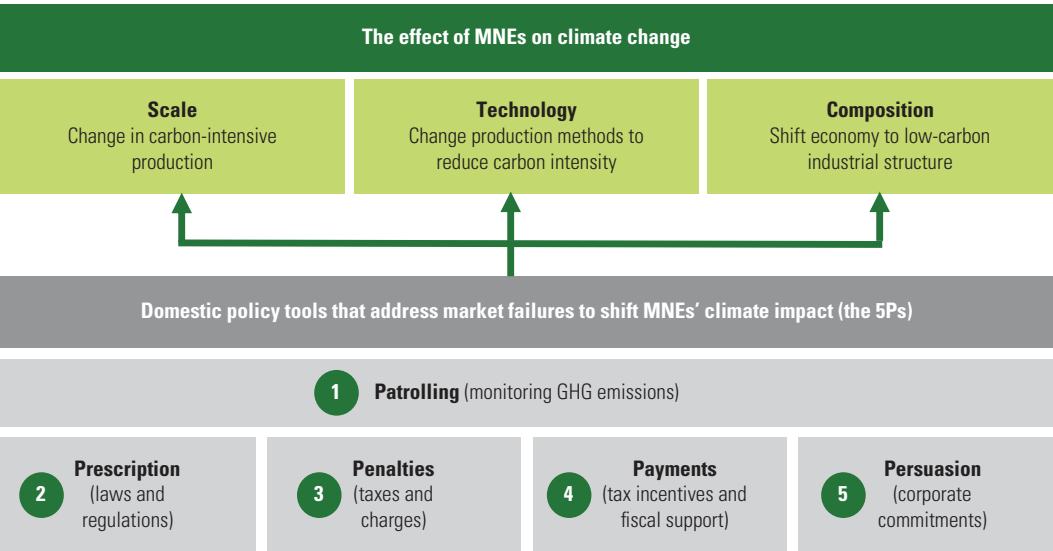 The effect of MNEs on climate change
Scale
Change in carbon-intensive
production
Technology
Change production methods to
reduce carbon intensity
Composition
Shift economy to low-carbon
industrial structure
Domestic policy tools that address market failures to shift MNEs’ climate impact (the 5Ps)
1 Patrolling (monitoring GHG emissions)
2
Prescription
(laws and
regulations)
3
Penalties
(taxes and
charges)
4
Payments
(tax incentives and
fiscal support)
5
Persuasion
(corporate
commitments)